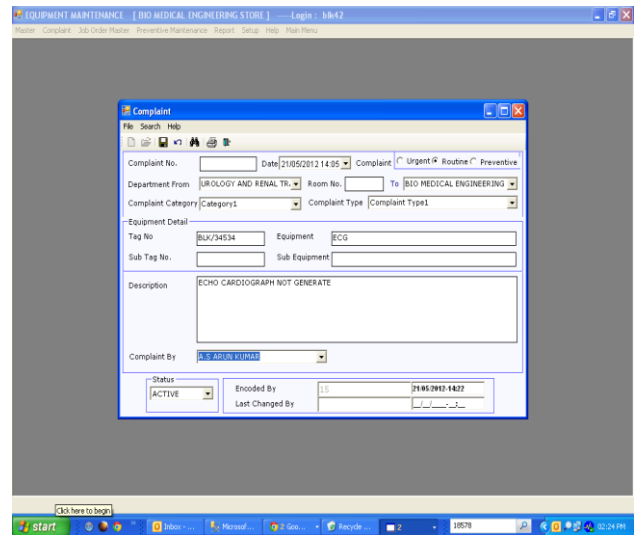 EQUIPMENT MAINTENANCE [ BIO MEDICAL ENGINEERING STORE ] -----Login : blk42
Master Complaint Job Order Master Preventive Maintenance Report Setup Help Main Menu
Complaint
File Search Help
Complaint No. Date 21/05/2012 14:05 Complaint Urgent Routine Preventive
Department From UROLOGY AND RENAL TR. Room No. To BIO MEDICAL ENGINEERING
Complaint Category Category1 Complaint Type Complaint Type1
Equipment Detail
Tag No BLK/34534 Equipment ECG
Sub Tag No. Sub Equipment
Description ECHO CARDIOGRAPH NOT GENERATE
Complaint By A.S ARUN KUMAR
Status
ACTIVE
Encoded By 15 21/05/2012-14:22
Last Changed By __/__/____-__:__
Click here to begin
start Inbox - ... Microsof... 2 Goo... Recycle ... 2 18578 02:24 PM